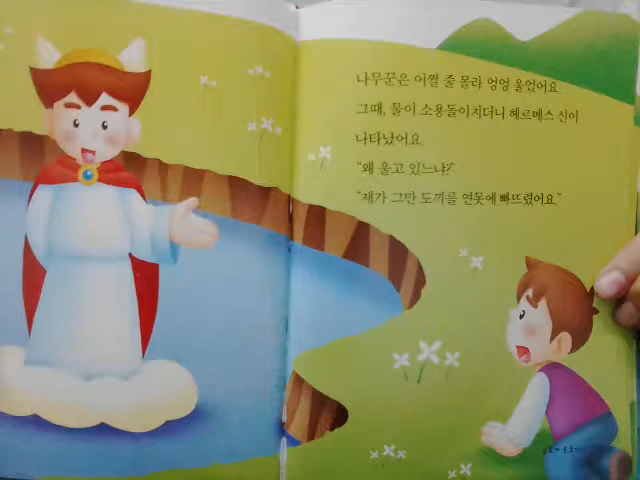 나무꾼은 어쩔 줄 몰라 엉엉 울었어요.
그때, 물이 소용돌이치더니 헤르메스 신이
나타났어요.
“왜 울고 있느냐?”
“제가 그만 도끼를 연못에 빠뜨렸어요.”